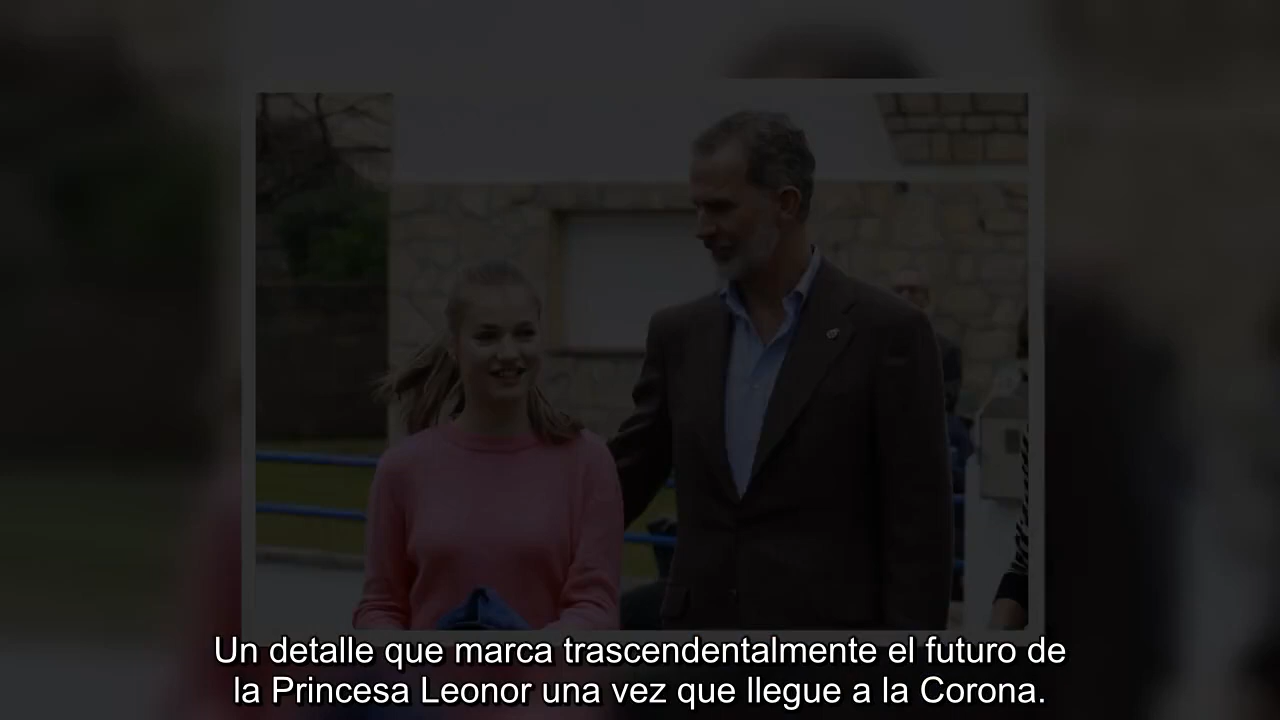 Un detalle que marca trascendentalmente el futuro de
la Princesa Leonor una vez que llegue a la Corona.